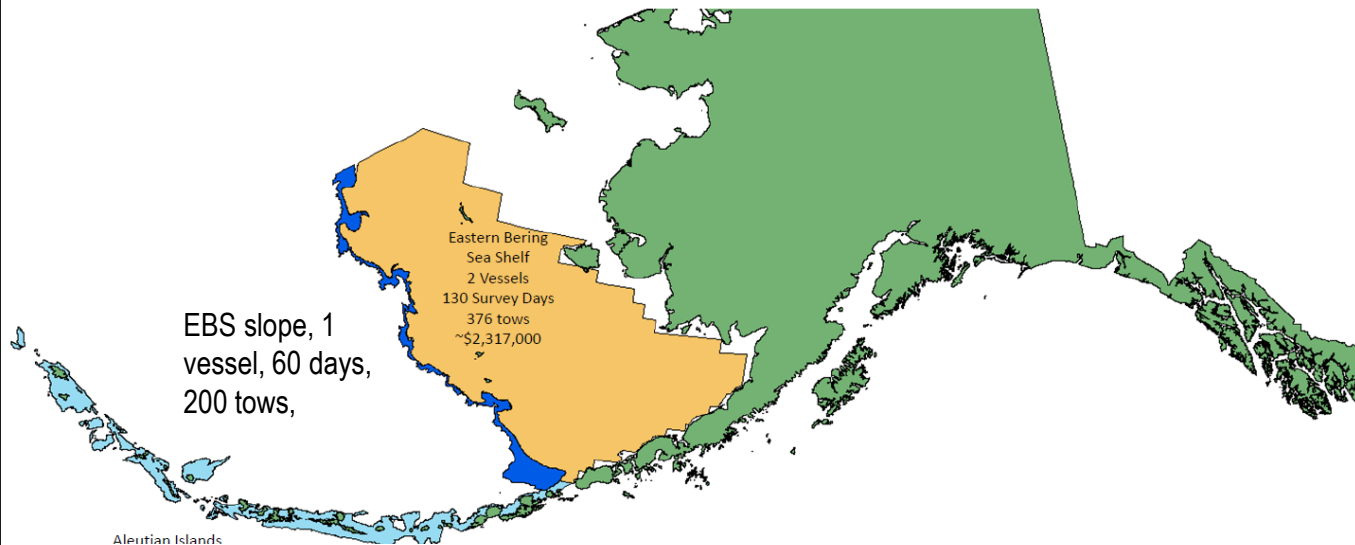 Eastern Bering
Sea Shelf
2 Vessels
130 Survey Days
376 tows
~$2,317,000
EBS slope, 1
vessel, 60 days,
200 tows,
Aleutian Islands